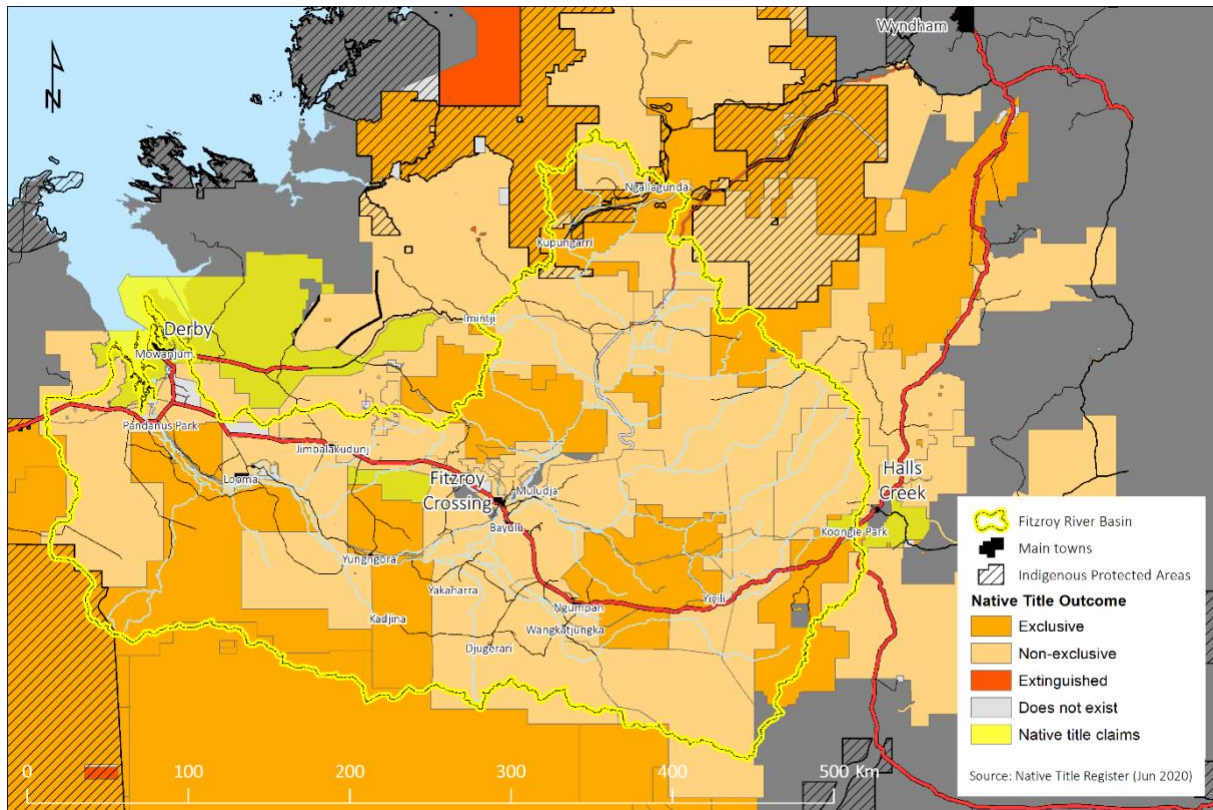 Wyndham
N
Ngallagunda
Kupungarri
Imintji
Derby
Mowanjum
Pandanus Park
Jimbalakudunj
Looma
Fitzroy
Crossing
Muludja
Bayulu
Halls
Creek
Koongie Park
Yungngora
Yakaharra
Kadjina
Ngumpan
Wangkatjungka
Djugerari
Yiyili
Fitzroy River Basin
Main towns
Indigenous Protected Areas
Native Title Outcome
Exclusive
Non-exclusive
Extinguished
Does not exist
Native title claims
Source: Native Title Register (Jun 2020)
0 100 200 300 400 500 Km